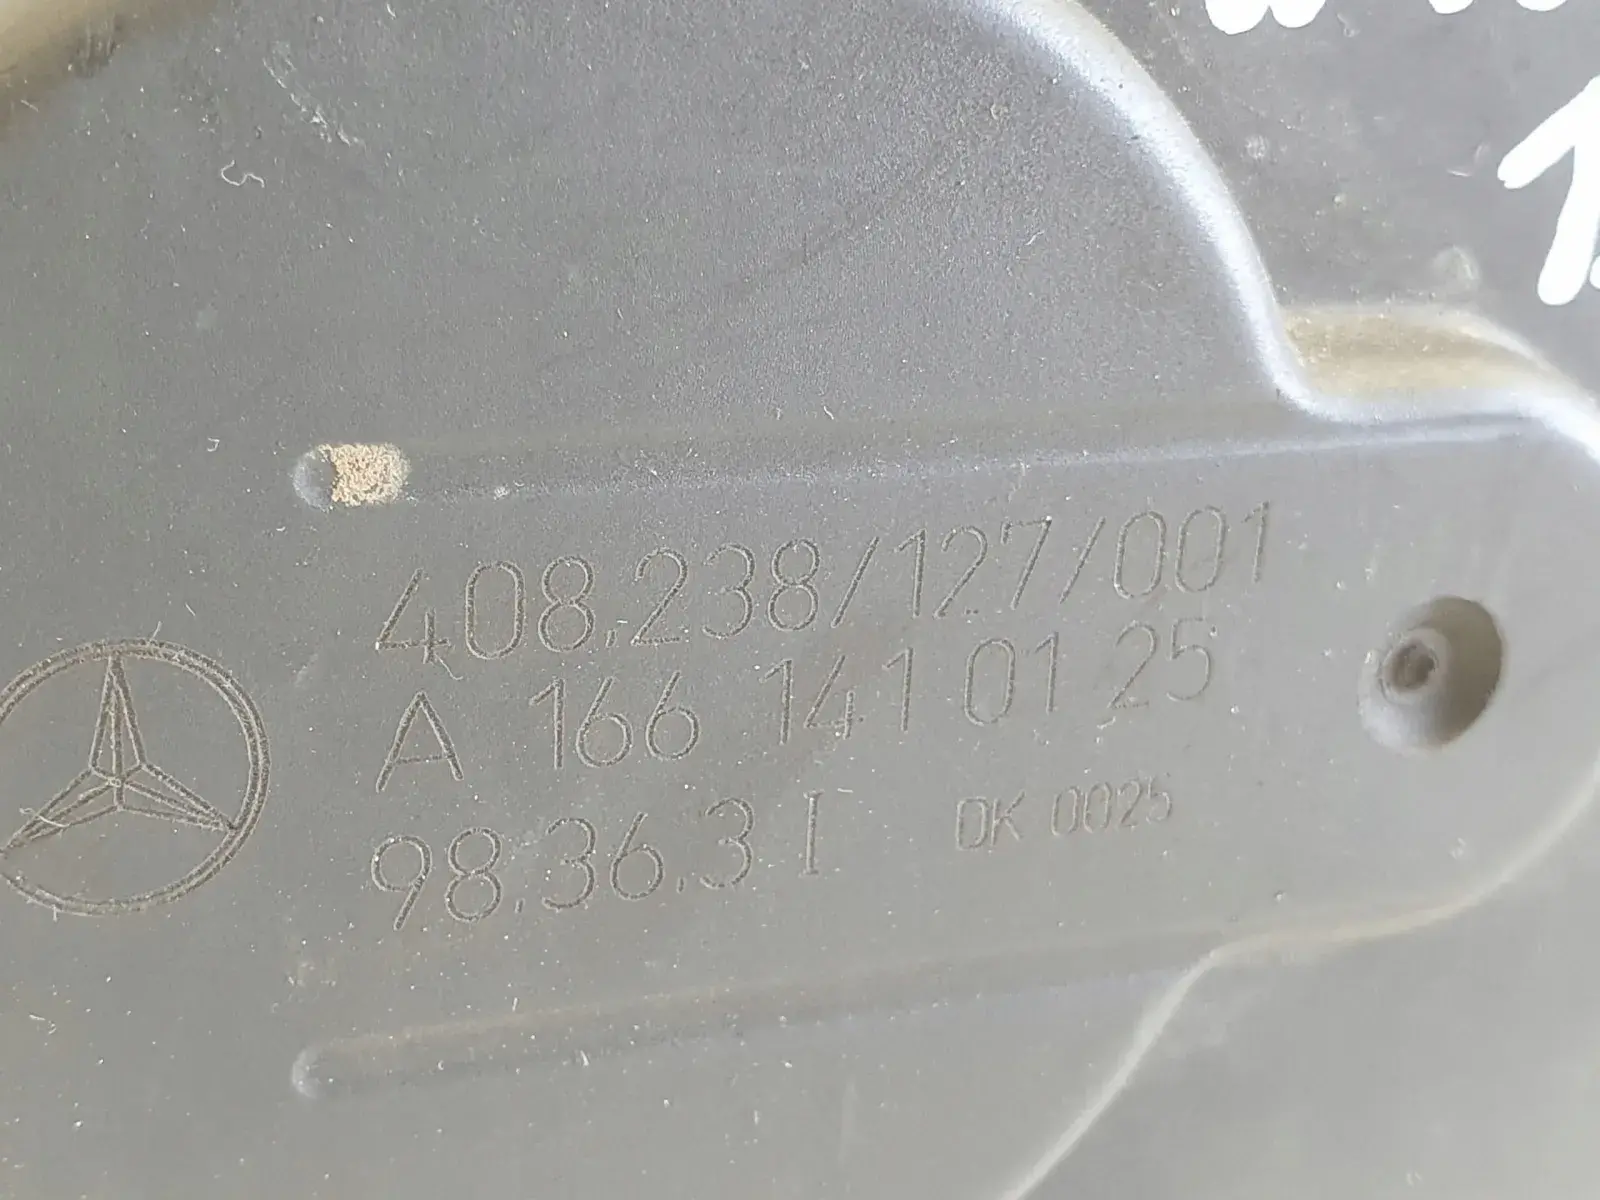 408.238/127/001
A 166 141 01 25
98.36.3 I DK 0025